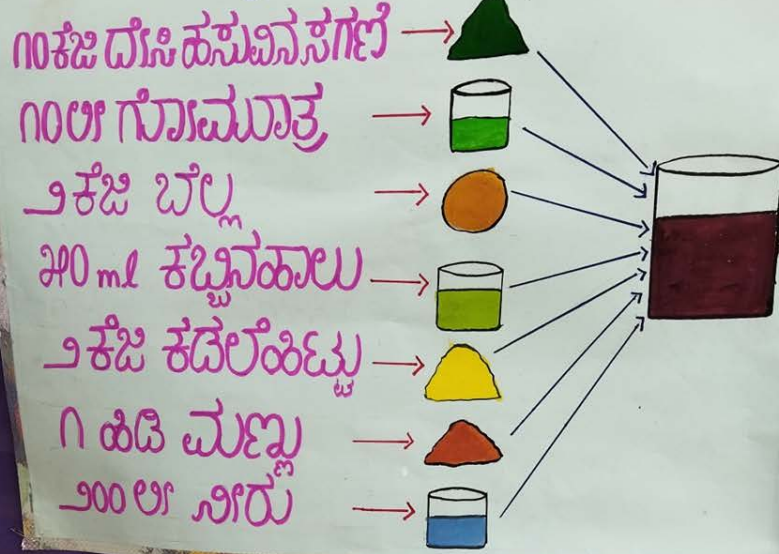 ೧೦ಕೆಜಿ ದೇಸಿ ಹಸುವಿನ ಸಗಣಿ
೧೦ಲೀ ಗೋಮೂತ್ರ
೨ಕೆಜಿ ಬೆಲ್ಲ
೫೦ ml ಕಬ್ಬಿನಹಾಲು
೨ಕೆಜಿ ಕಡಲೆಹಿಟ್ಟು
೧ ಹಿಡಿ ಮಣ್ಣು
೨೦೦ ಲೀ ನೀರು